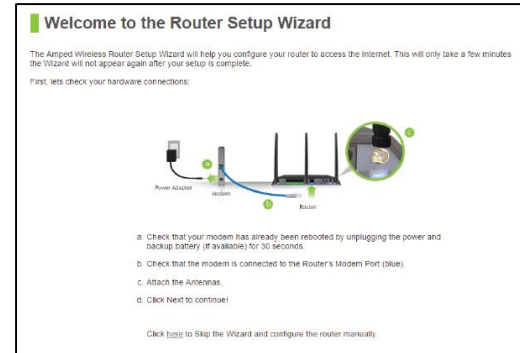 Welcome to the Router Setup Wizard
The Amped Wireless Router Setup Wizard will help you configure your router to access the Internet. This will only take a few minutes
the Wizard will not appear again after your setup is complete.
First, lets check your hardware connections:
a
c
Power Adapter
Modem
b
Router
a. Check that your modem has already been rebooted by unplugging the power and
backup battery (if available) for 30 seconds.
b. Check that the modem is connected to the Router's Modem Port (blue).
c. Attach the Antennas.
d. Click Next to continue!
Click here to Skip the Wizard and configure the router manually.